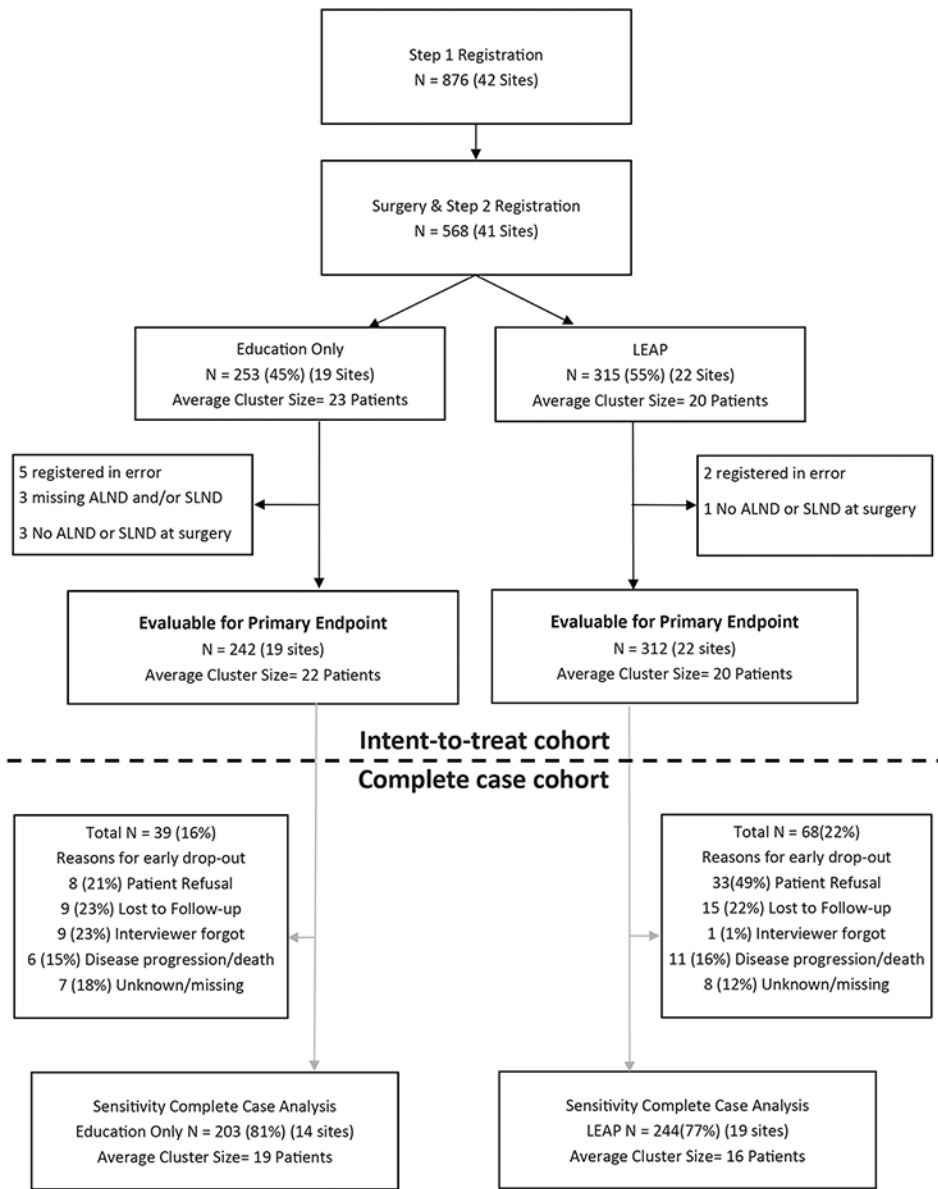 Step 1 Registration
N = 876 (42 Sites)
Surgery & Step 2 Registration
N = 568 (41 Sites)
Education Only
N = 253 (45%) (19 Sites)
Average Cluster Size= 23 Patients
LEAP
N = 315 (55%) (22 Sites)
Average Cluster Size= 20 Patients
5 registered in error
3 missing ALND and/or SLND
3 No ALND or SLND at surgery
2 registered in error
1 No ALND or SLND at surgery
Evaluable for Primary Endpoint
N = 242 (19 sites)
Average Cluster Size= 22 Patients
Evaluable for Primary Endpoint
N = 312 (22 sites)
Average Cluster Size= 20 Patients
Intent-to-treat cohort
Complete case cohort
Total N = 39 (16%)
Reasons for early drop-out
8 (21%) Patient Refusal
9 (23%) Lost to Follow-up
9 (23%) Interviewer forgot
6 (15%) Disease progression/death
7 (18%) Unknown/missing
Total N = 68(22%)
Reasons for early drop-out
33(49%) Patient Refusal
15 (22%) Lost to Follow-up
1 (1%) Interviewer forgot
11 (16%) Disease progression/death
8 (12%) Unknown/missing
Sensitivity Complete Case Analysis
Education Only N = 203 (81%) (14 sites)
Average Cluster Size= 19 Patients
Sensitivity Complete Case Analysis
LEAP N = 244(77%) (19 sites)
Average Cluster Size= 16 Patients